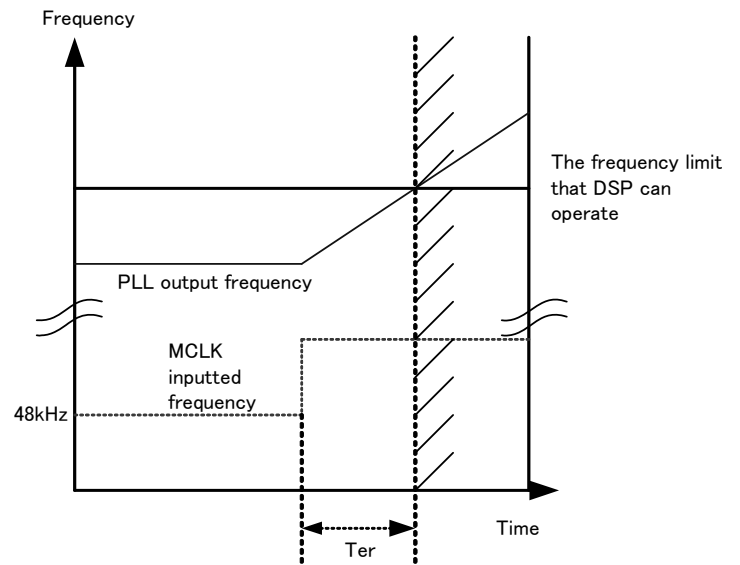 Frequency
The frequency limit
that DSP can
operate
PLL output frequency
MCLK
inputted
frequency
48kHz
Time
Ter